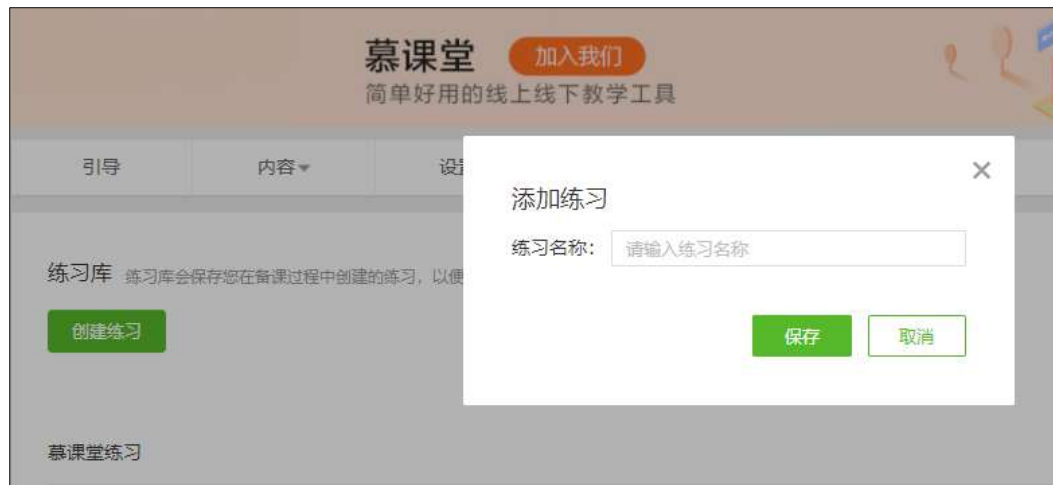 慕课堂 加入我们
简单好用的线上线下教学工具
引导 内容 设
添加练习
练习名称: 请输入练习名称
练习库 练习库会保存您在备课过程中创建的练习，以便
创建练习
保存 取消
慕课堂练习